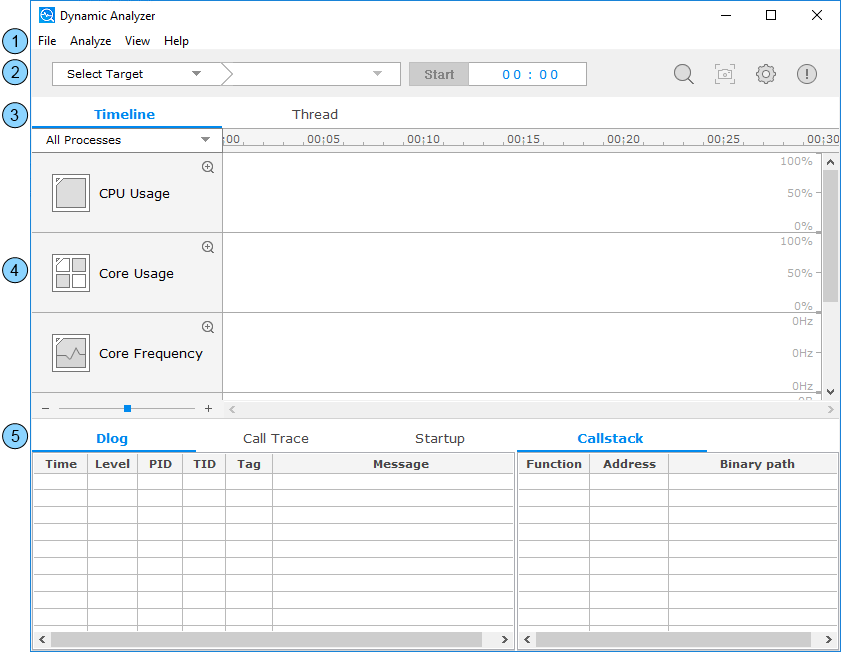 Dynamic Analyzer
1
File Analyze View Help
2
Select Target Start 00 : 00
3
Timeline Thread
All Processes :00 00;05 00;10 00;15 00;20 00;25 00;30
CPU Usage
100%
50%
0%
4
Core Usage
100%
50%
0%
Core Frequency
0Hz
0Hz
0Hz
0B
− +
5
Dlog Call Trace Startup Callstack
Time Level PID TID Tag Message Function Address Binary path